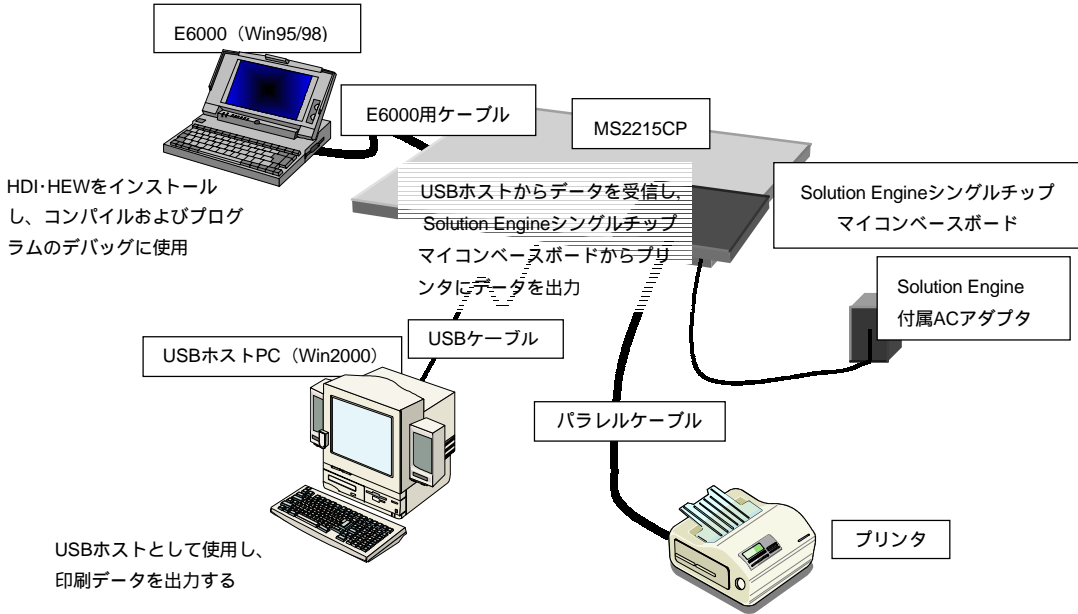 E6000（Win95/98)
E6000用ケーブル
MS2215CP
HDI･HEWをインストール
し、コンパイルおよびプログ
ラムのデバッグに使用
USBホストからデータを受信し、
Solution Engineシングルチップ
マイコンベースボードからプリ
ンタにデータを出力
Solution Engineシングルチップ
マイコンベースボード
Solution Engine
付属ACアダプタ
USBケーブル
USBホストPC（Win2000）
パラレルケーブル
プリンタ
USBホストとして使用し、
印刷データを出力する